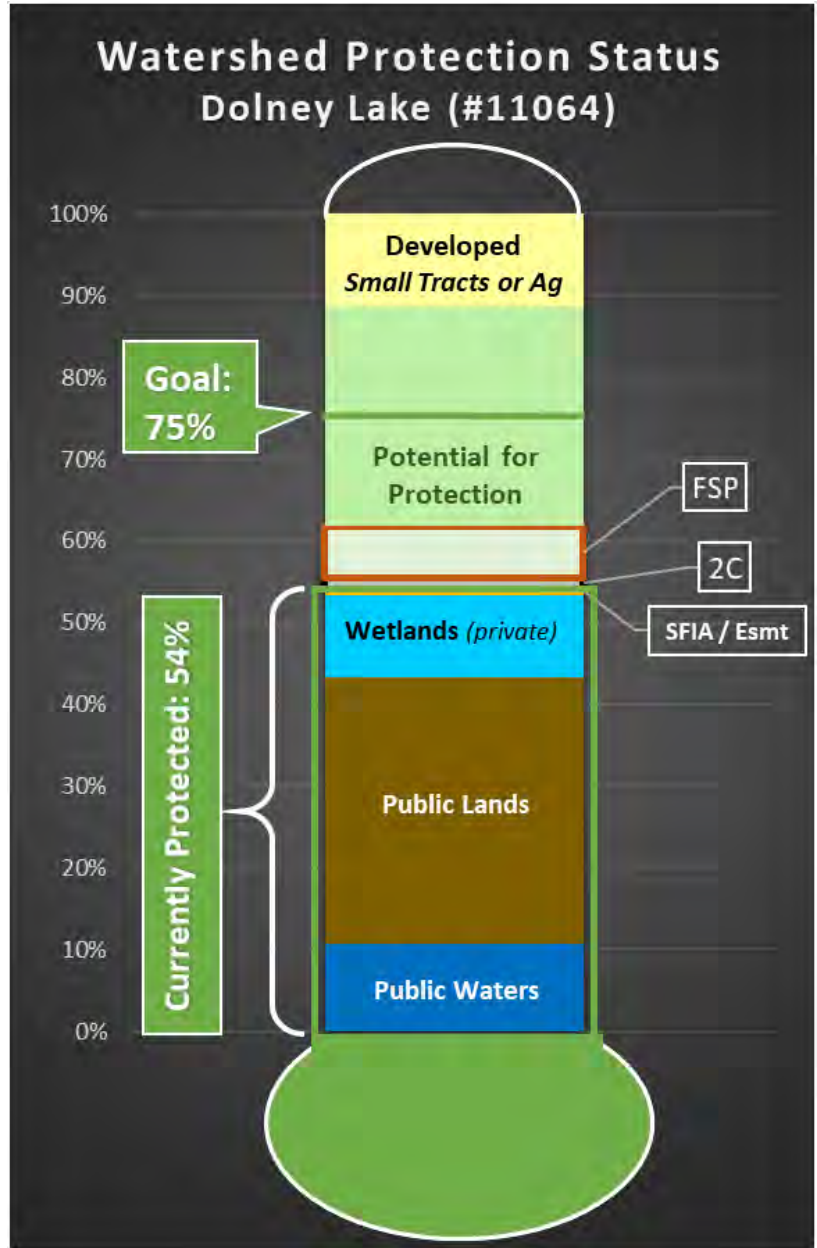 Watershed Protection Status
Dolney Lake (#11064)
100%
90%
80%
70%
60%
50%
40%
30%
20%
10%
0%
Goal:
75%
Currently Protected: 54%
Developed
Small Tracts or Ag
Potential for
Protection
Wetlands (private)
Public Lands
Public Waters
FSP
2C
SFIA / Esmt